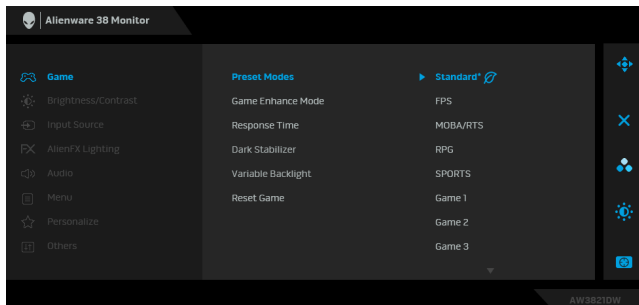 Alienware 38 Monitor
Game
Preset Modes
Standard*
Brightness/Contrast
Game Enhance Mode
FPS
Input Source
Response Time
MOBA/RTS
FX
AlienFX Lighting
Dark Stabilizer
RPG
Audio
Variable Backlight
SPORTS
Menu
Reset Game
Game 1
Personalize
Game 2
Others
Game 3
AW3821DW